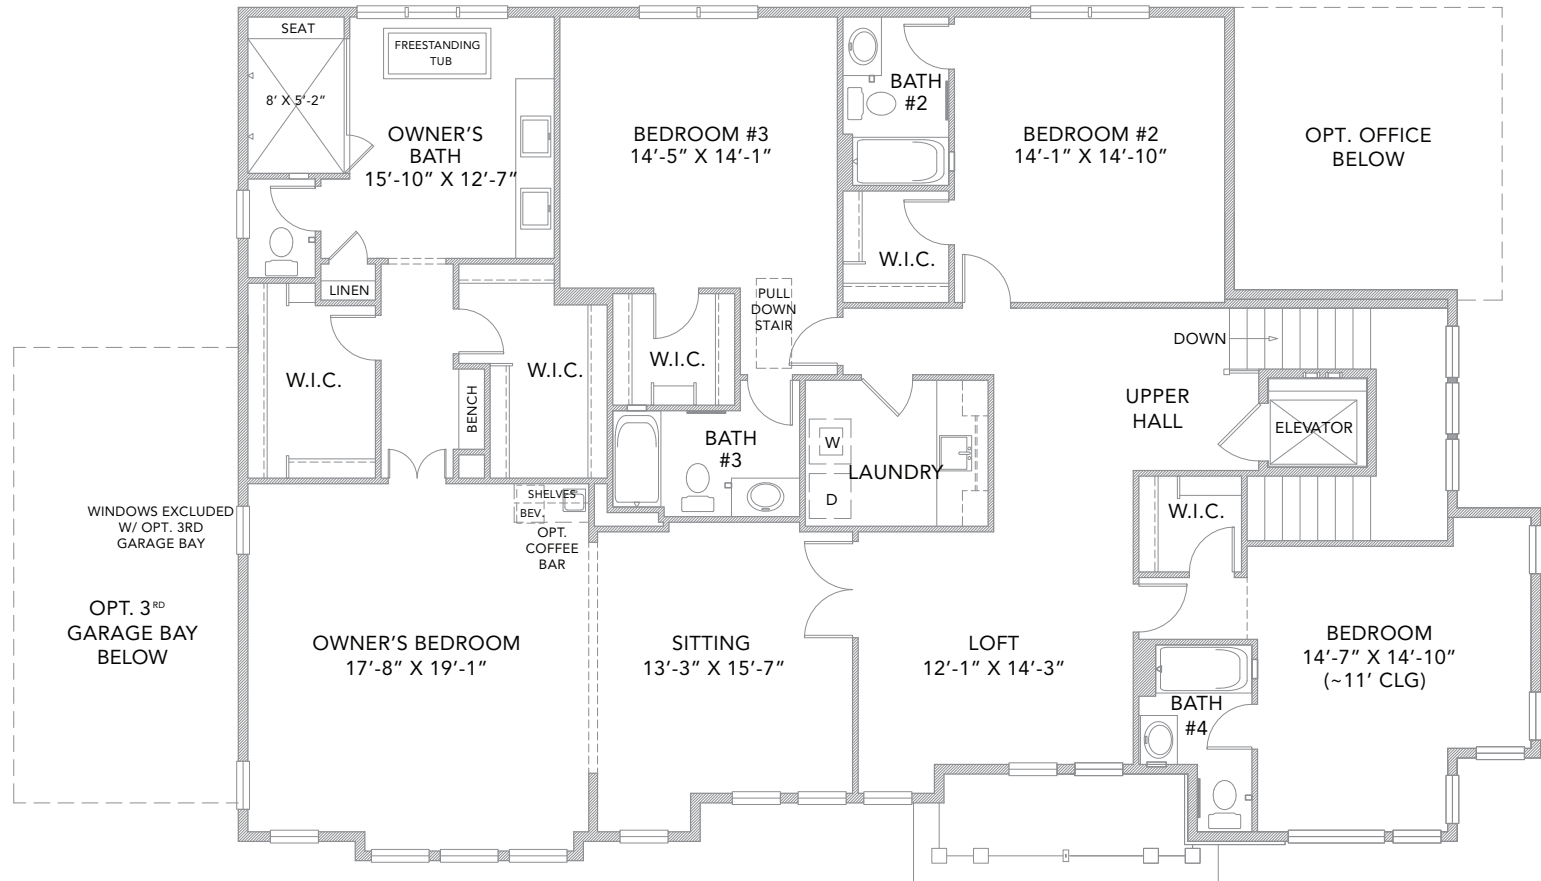 SEAT
FREESTANDING
TUB
8’ X 5’-2”
OWNER’S
BATH
15’-10” X 12’-7”
BEDROOM #3
14’-5” X 14’-1”
BATH
#2
BEDROOM #2
14’-1” X 14’-10”
OPT. OFFICE
BELOW
W.I.C.
LINEN
PULL
DOWN
STAIR
DOWN
W.I.C.
W.I.C.
W.I.C.
BENCH
UPPER
HALL
ELEVATOR
BATH
#3
W
D
LAUNDRY
SHELVES
BEV.
OPT.
COFFEE
BAR
W.I.C.
WINDOWS EXCLUDED
W/ OPT. 3RD
GARAGE BAY
OPT. 3RD
GARAGE BAY
BELOW
OWNER’S BEDROOM
17’-8” X 19’-1”
SITTING
13’-3” X 15’-7”
LOFT
12’-1” X 14’-3”
BEDROOM
14’-7” X 14’-10”
(~11’ CLG)
BATH
#4